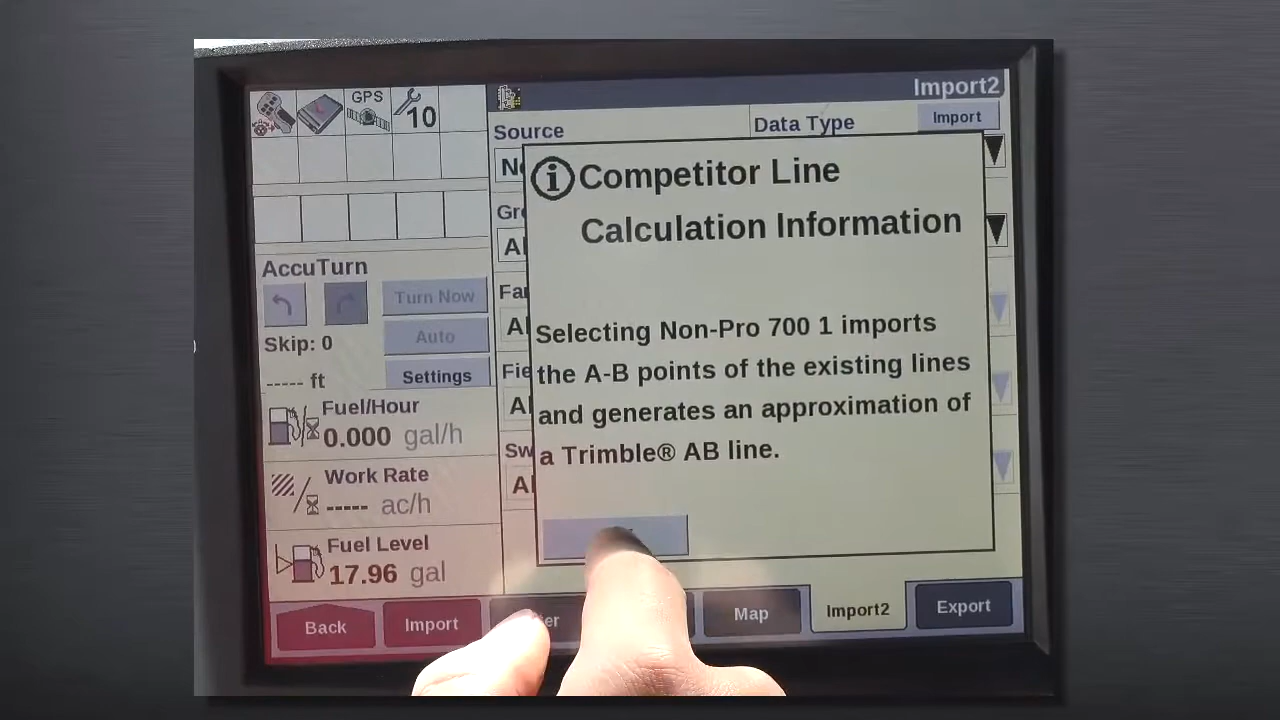 GPS
10
Import2
Source
Data Type
Import
Competitor Line
Calculation Information
AccuTurn
Turn Now
Auto
Skip: 0
----- ft
Settings
Selecting Non-Pro 700 1 imports
the A-B points of the existing lines
and generates an approximation of
a Trimble® AB line.
Fuel/Hour
0.000 gal/h
Work Rate
----- ac/h
Fuel Level
17.96 gal
Back
Import
Map
Import2
Export